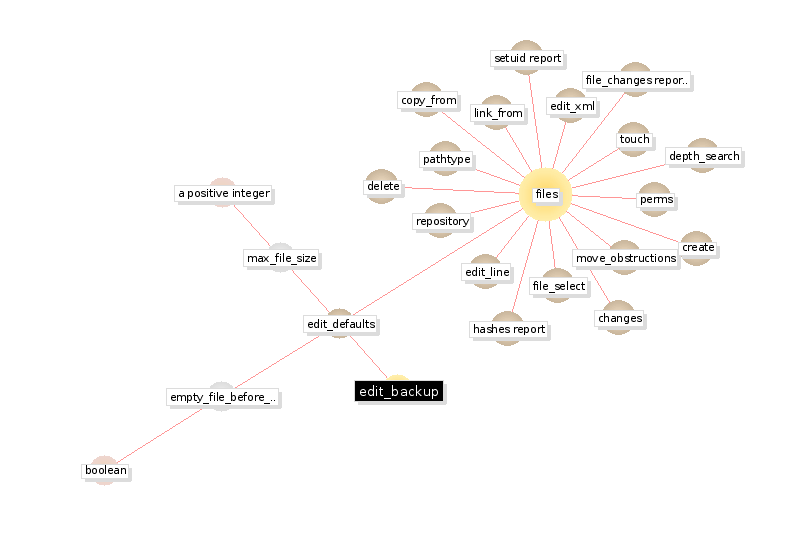 setuid report
file_changes repor..
copy_from
link_from
edit_xml
touch
pathtype
depth_search
delete
a positive integer
files
perms
repository
create
max_file_size
move_obstructions
edit_line
file_select
changes
edit_defaults
hashes report
edit_backup
empty_file_before_..
boolean